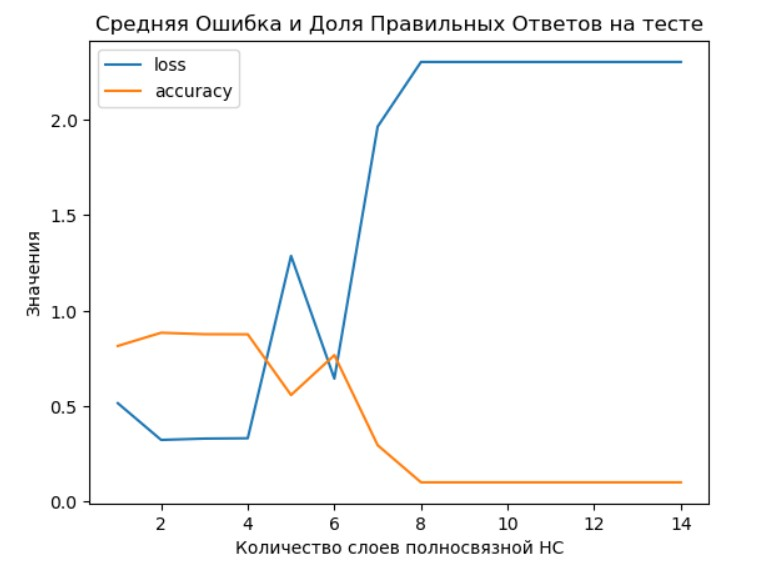 Средняя Ошибка и Доля Правильных Ответов на тесте
loss
accuracy
Значения
2.0
1.5
1.0
0.5
0.0
2 4 6 8 10 12 14
Количество слоев полносвязной НС